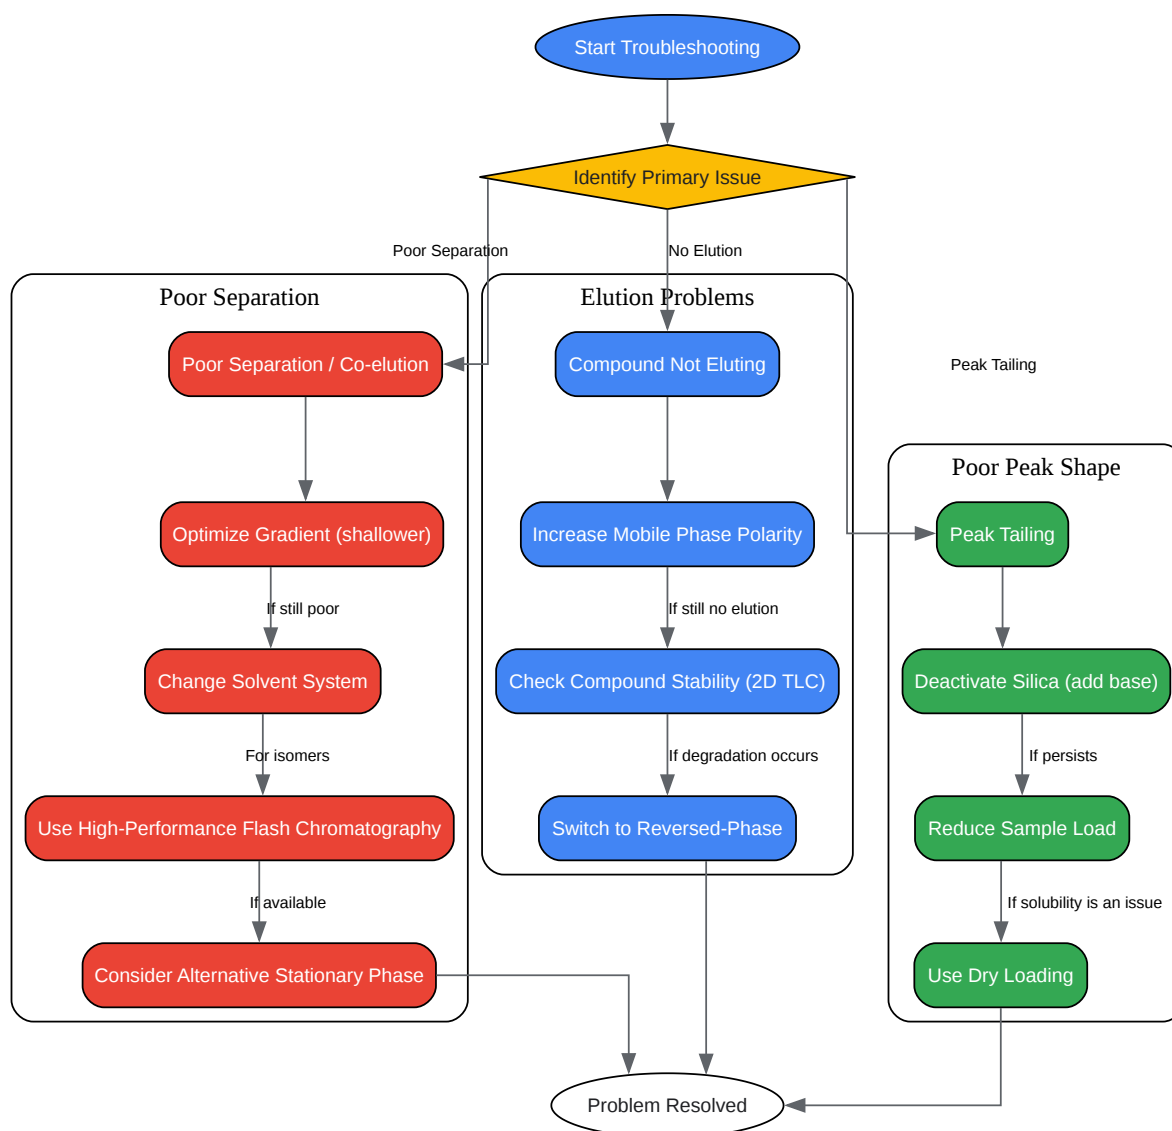 Start Troubleshooting
Identify Primary Issue
Poor Separation
No Elution
Peak Tailing
Poor Separation
Poor Separation / Co-elution
Optimize Gradient (shallower)
If still poor
Change Solvent System
For isomers
Use High-Performance Flash Chromatography
If available
Consider Alternative Stationary Phase
Elution Problems
Compound Not Eluting
Increase Mobile Phase Polarity
If still no elution
Check Compound Stability (2D TLC)
If degradation occurs
Switch to Reversed-Phase
Poor Peak Shape
Peak Tailing
Deactivate Silica (add base)
If persists
Reduce Sample Load
If solubility is an issue
Use Dry Loading
Problem Resolved